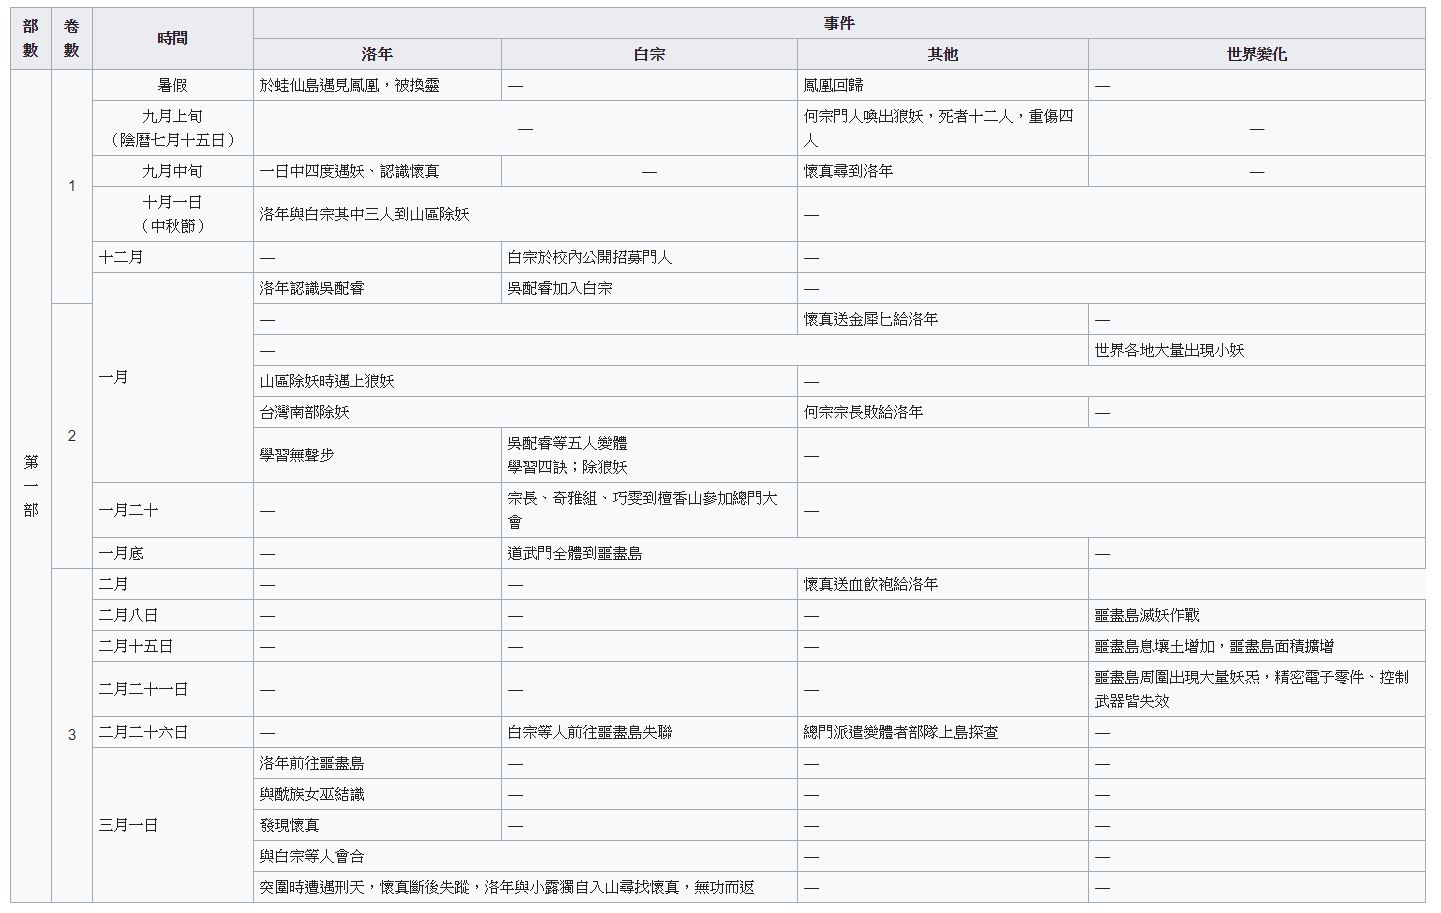 部數 卷數 時間 事件
洛年 白宗 其他 世界變化
第一部 1 暑假 於蛙仙島遇見鳳凰，被換靈 — 鳳凰回歸 —
九月上旬
（陰曆七月十五日） — 何宗門人喚出狼妖，死者十二人，重傷四
人 —
九月中旬 一日中四度遇妖、認識懷真 — 懷真尋到洛年 —
十月一日
（中秋節） 洛年與白宗其中三人到山區除妖 —
十二月 — 白宗於校內公開招募門人 —
一月 洛年認識吳配睿 吳配睿加入白宗 —
2 — 懷真送金犀匕給洛年 —
— 世界各地大量出現小妖
山區除妖時遇上狼妖 —
台灣南部除妖 何宗宗長敗給洛年 —
學習無聲步 吳配睿等五人變體
學習四訣；除狼妖 —
一月二十 — 宗長、奇雅組、巧雯到檀香山參加總門大
會 —
一月底 — 道武門全體到噩盡島 —
3 二月 — — 懷真送血飲袍給洛年
二月八日 — — — 噩盡島滅妖作戰
二月十五日 — — — 噩盡島息壤土增加，噩盡島面積擴增
二月二十一日 — — — 噩盡島周圍出現大量妖炁，精密電子零件、控制
武器皆失效
二月二十六日 — 白宗等人前往噩盡島失聯 總門派遣變體者部隊上島探查 —
三月一日 洛年前往噩盡島 — — —
與酖族女巫結識 — — —
發現懷真 — — —
與白宗等人會合 — —
突圍時遭遇刑天，懷真斷後失蹤，洛年與小露獨自入山尋找懷真，無功而返 — —